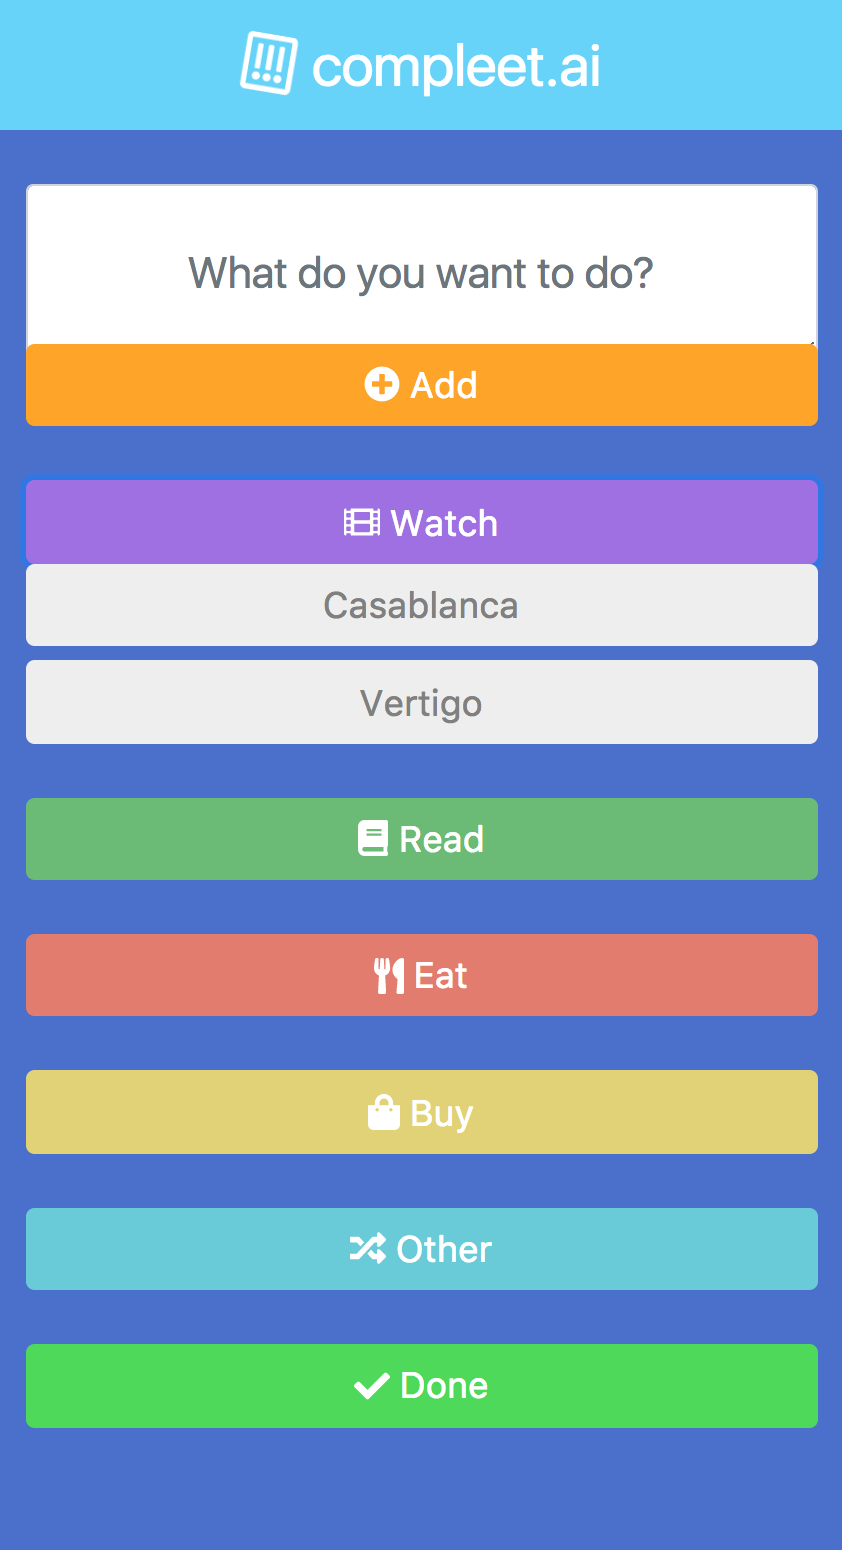 compleet.ai
What do you want to do?
Add
Watch
Casablanca
Vertigo
Read
Eat
Buy
Other
Done